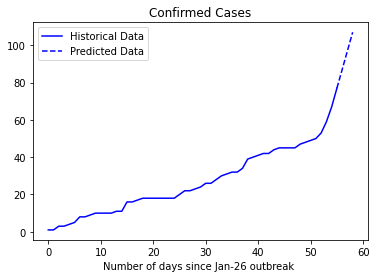 Confirmed Cases
Historical Data
Predicted Data
100
80
60
40
20
0
0 10 20 30 40 50 60
Number of days since Jan-26 outbreak